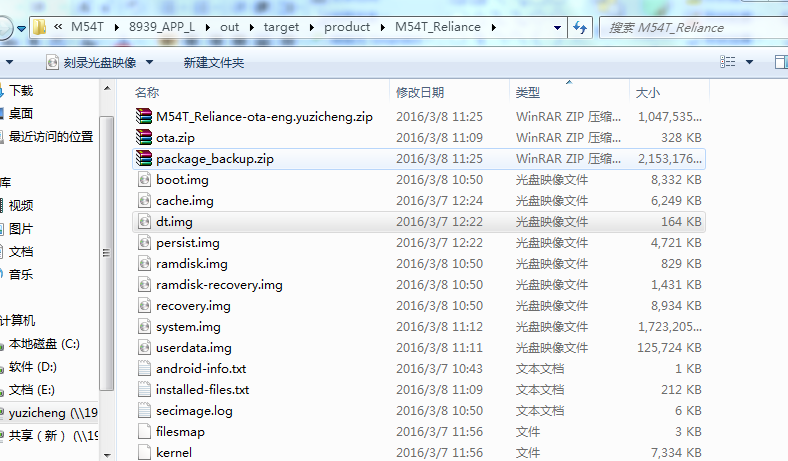 « M54T ▸ 8939_APP_L ▸ out ▸ target ▸ product ▸ M54T_Reliance ▸
搜索 M54T_Reliance
刻录光盘映像 新建文件夹
下载
桌面
最近访问的位置
库
视频
图片
文档
音乐
计算机
本地磁盘 (C:)
软件 (D:)
文档 (E:)
yuzicheng (\\19
共享（新） (\\19
名称 修改日期 类型 大小
M54T_Reliance-ota-eng.yuzicheng.zip 2016/3/8 11:25 WinRAR ZIP 压缩... 1,047,535...
ota.zip 2016/3/8 11:09 WinRAR ZIP 压缩... 328 KB
package_backup.zip 2016/3/8 11:25 WinRAR ZIP 压缩... 2,153,176...
boot.img 2016/3/8 10:50 光盘映像文件 8,332 KB
cache.img 2016/3/7 12:24 光盘映像文件 6,249 KB
dt.img 2016/3/7 12:22 光盘映像文件 164 KB
persist.img 2016/3/7 12:22 光盘映像文件 4,721 KB
ramdisk.img 2016/3/8 10:50 光盘映像文件 829 KB
ramdisk-recovery.img 2016/3/8 10:50 光盘映像文件 1,431 KB
recovery.img 2016/3/8 10:50 光盘映像文件 8,934 KB
system.img 2016/3/8 11:12 光盘映像文件 1,723,205...
userdata.img 2016/3/8 11:11 光盘映像文件 125,724 KB
android-info.txt 2016/3/7 10:43 文本文档 1 KB
installed-files.txt 2016/3/8 11:09 文本文档 212 KB
secimage.log 2016/3/8 10:50 文本文档 6 KB
filesmap 2016/3/7 11:56 文件 3 KB
kernel 2016/3/7 11:56 文件 7,334 KB